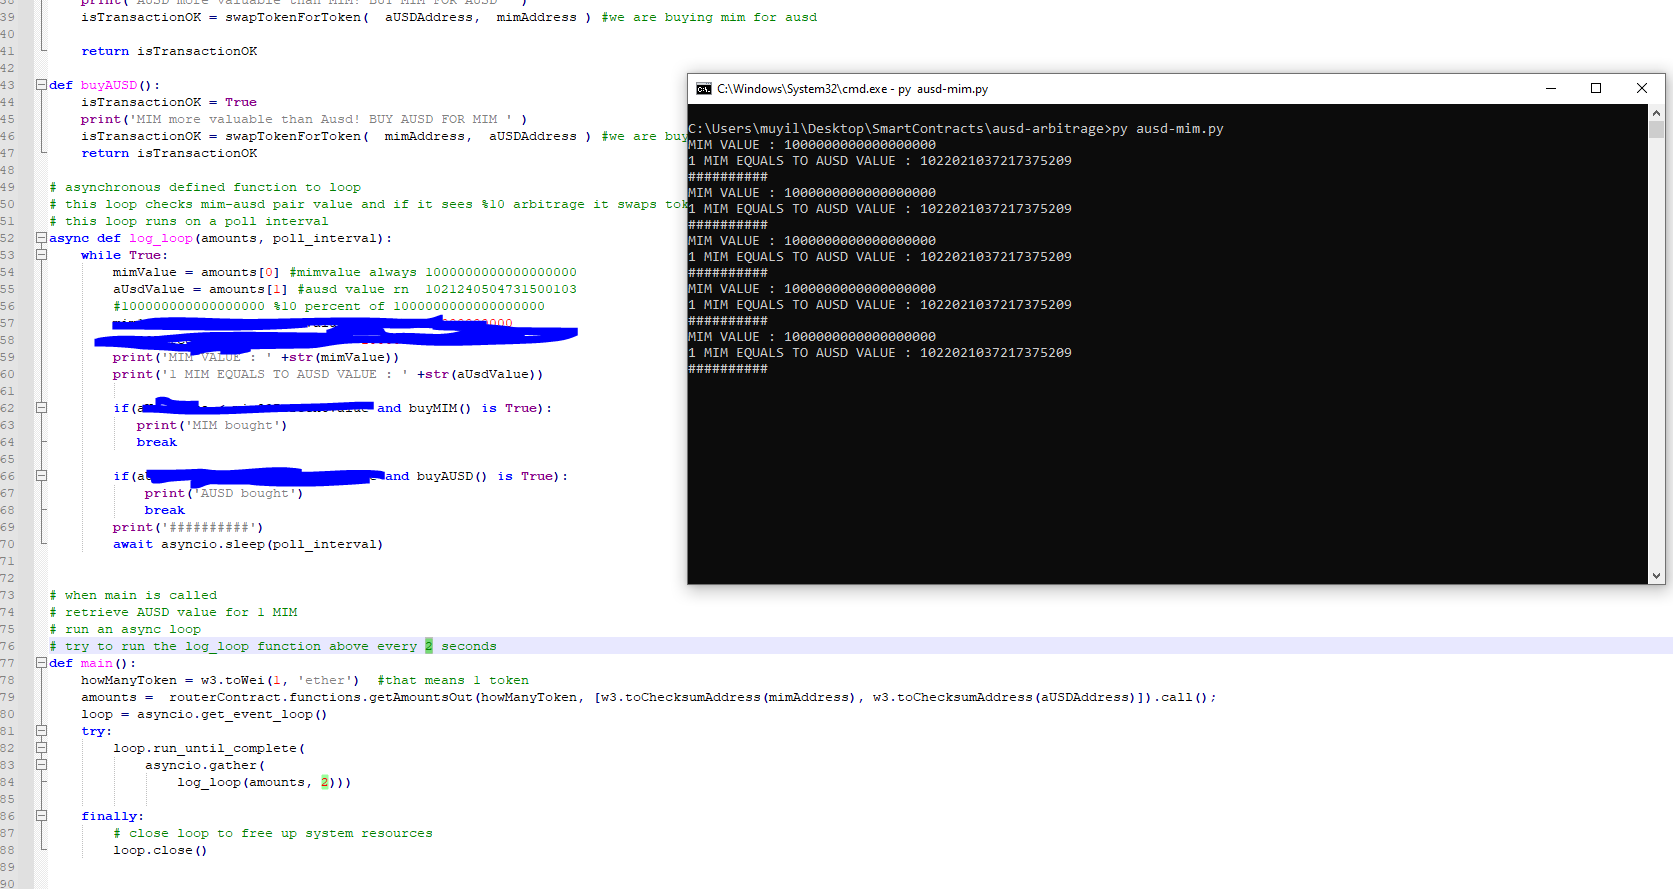 38 print('AUSD more valuable than MIM! BUY MIM FOR AUSD ' )
39 isTransactionOK = swapTokenForToken( aUSDAddress, mimAddress ) #we are buying mim for ausd
40
41 return isTransactionOK
42
43 def buyAUSD():
44 isTransactionOK = True
45 print('MIM more valuable than Ausd! BUY AUSD FOR MIM ' )
46 isTransactionOK = swapTokenForToken( mimAddress, aUSDAddress ) #we are buy
47 return isTransactionOK
48
49 # asynchronous defined function to loop
50 # this loop checks mim-ausd pair value and if it sees %10 arbitrage it swaps tok
51 # this loop runs on a poll interval
52 async def log_loop(amounts, poll_interval):
53 while True:
54 mimValue = amounts[0] #mimvalue always 1000000000000000000
55 aUsdValue = amounts[1] #ausd value rn 1021240504731500103
56 #100000000000000000 %10 percent of 1000000000000000000
57
58
59 print('MIM VALUE : ' +str(mimValue))
60 print('1 MIM EQUALS TO AUSD VALUE : ' +str(aUsdValue))
61
62 if( and buyMIM() is True):
63 print('MIM bought')
64 break
65
66 if( and buyAUSD() is True):
67 print('AUSD bought')
68 break
69 print('##########')
70 await asyncio.sleep(poll_interval)
71
72
73 # when main is called
74 # retrieve AUSD value for 1 MIM
75 # run an async loop
76 # try to run the log_loop function above every 2 seconds
77 def main():
78 howManyToken = w3.toWei(1, 'ether') #that means 1 token
79 amounts = routerContract.functions.getAmountsOut(howManyToken, [w3.toChecksumAddress(mimAddress), w3.toChecksumAddress(aUSDAddress)]).call();
80 loop = asyncio.get_event_loop()
81 try:
82 loop.run_until_complete(
83 asyncio.gather(
84 log_loop(amounts, 2)))
85
86 finally:
87 # close loop to free up system resources
88 loop.close()
89
90
C:\Windows\System32\cmd.exe - py ausd-mim.py
C:\Users\muyil\Desktop\SmartContracts\ausd-arbitrage>py ausd-mim.py
MIM VALUE : 1000000000000000000
1 MIM EQUALS TO AUSD VALUE : 1022021037217375209
##########
MIM VALUE : 1000000000000000000
1 MIM EQUALS TO AUSD VALUE : 1022021037217375209
##########
MIM VALUE : 1000000000000000000
1 MIM EQUALS TO AUSD VALUE : 1022021037217375209
##########
MIM VALUE : 1000000000000000000
1 MIM EQUALS TO AUSD VALUE : 1022021037217375209
##########
MIM VALUE : 1000000000000000000
1 MIM EQUALS TO AUSD VALUE : 1022021037217375209
##########